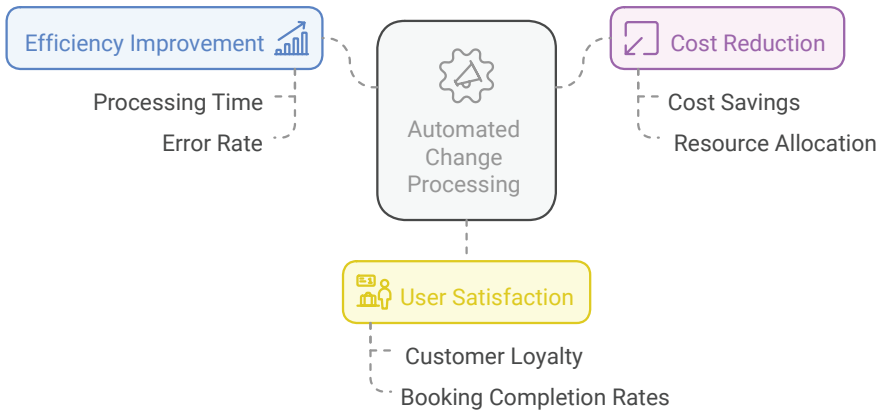 Efficiency Improvement
Processing Time
Error Rate
Automated
Change
Processing
Cost Reduction
Cost Savings
Resource Allocation
User Satisfaction
Customer Loyalty
Booking Completion Rates